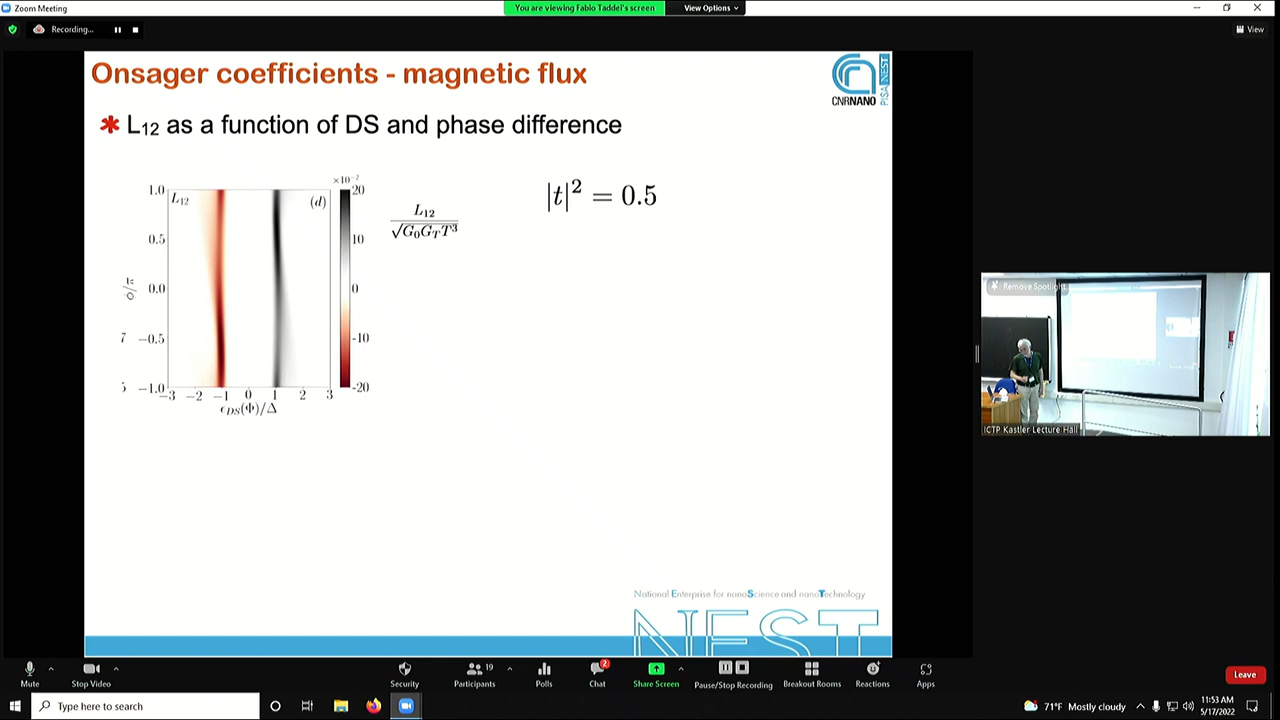 Zoom Meeting
You are viewing Fabio Taddei's screen
View Options
Recording...
View
Onsager coefficients - magnetic flux
CNRNANO
PISA NEST
* L12 as a function of DS and phase difference
|t|² = 0.5
L12
(d)
×10⁻²
1.0
0.5
0.0
−0.5
−1.0
ϕ/π
−3 −2 −1 0 1 2 3
ϵDS(Φ)/Δ
20
10
0
-10
-20
L12
√G0GTT³
Remove Spotlight
ICTP Kastler Lecture Hall
National Enterprise for nanoScience and nanoTechnology
NEST
Mute
Stop Video
Security
Participants
19
Polls
Chat
2
Share Screen
Pause/Stop Recording
Breakout Rooms
Reactions
Apps
Leave
Type here to search
71°F Mostly cloudy
11:53 AM
5/17/2022